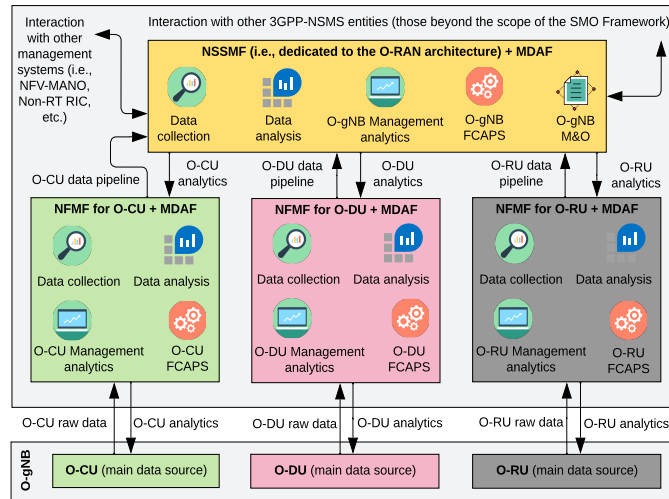 Interaction with other 3GPP-NSMS entities (those beyond the scope of the SMO Framework)
Interaction
with other
management
systems (i.e.,
NFV-MANO,
Non-RT RIC,
etc.)
NSSMF (i.e., dedicated to the O-RAN architecture) + MDAF
Data
collection
Data
analysis
O-gNB Management
analytics
O-gNB
FCAPS
O-gNB
M&O
O-CU data pipeline
O-CU
analytics
O-DU data
pipeline
O-DU
analytics
O-RU data
pipeline
O-RU
analytics
NFMF for O-CU + MDAF
Data collection
Data analysis
O-CU Management
analytics
O-CU
FCAPS
NFMF for O-DU + MDAF
Data collection
Data analysis
O-DU Management
analytics
O-DU
FCAPS
NFMF for O-RU + MDAF
Data collection
Data analysis
O-RU Management
analytics
O-RU
FCAPS
O-CU raw data
O-CU analytics
O-DU raw data
O-DU analytics
O-RU raw data
O-RU analytics
O-gNB
O-CU (main data source)
O-DU (main data source)
O-RU (main data source)